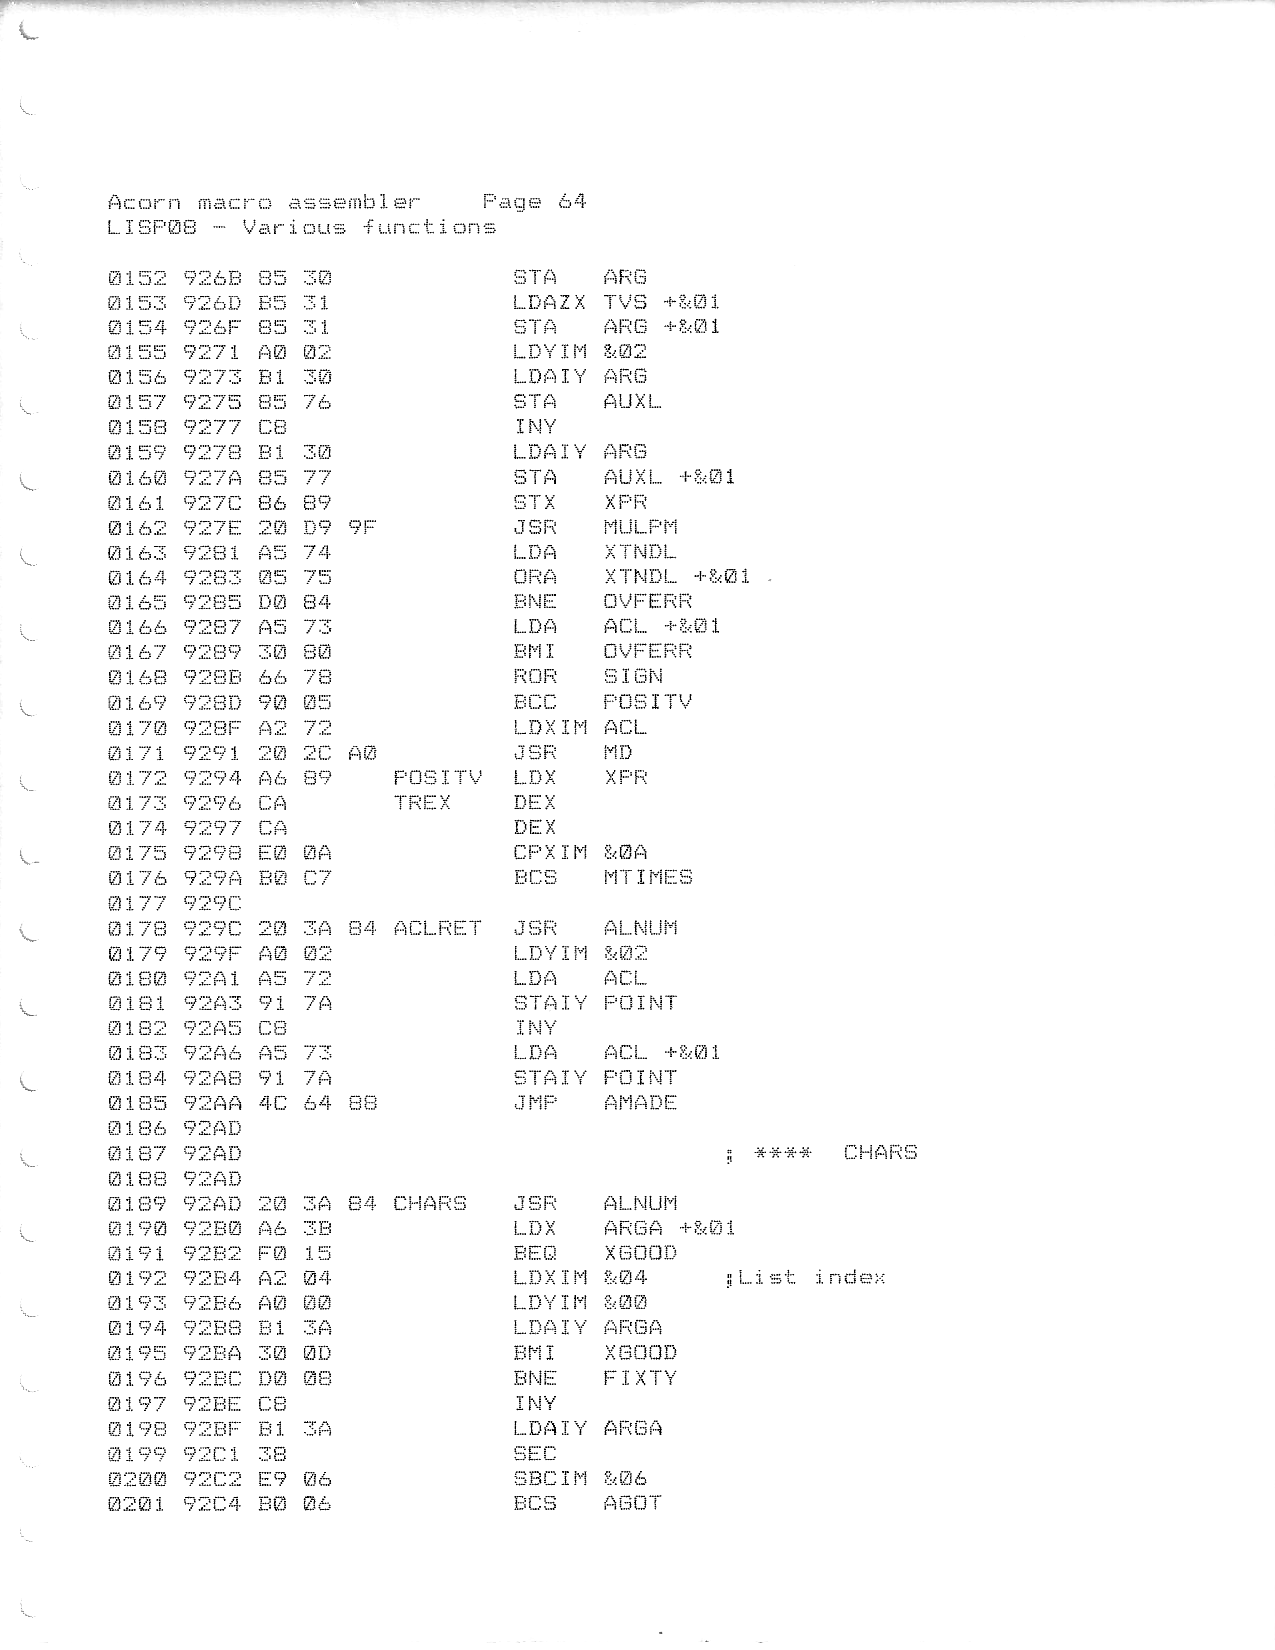 Acorn macro assembler    Page 64
LISP08 - Various functions
0152 926B 85 30            STA   ARG
0153 926D B5 31            LDAZX TVS +&01
0154 926F 85 31            STA   ARG +&01
0155 9271 A0 02            LDYIM &02
0156 9273 B1 30            LDAIY ARG
0157 9275 85 76            STA   AUXL
0158 9277 C8               INY
0159 9278 B1 30            LDAIY ARG
0160 927A 85 77            STA   AUXL +&01
0161 927C 86 89            STX   XPR
0162 927E 20 D9 9F         JSR   MULPM
0163 9281 A5 74            LDA   XTNDL
0164 9283 05 75            ORA   XTNDL +&01
0165 9285 D0 84            BNE   OVFERR
0166 9287 A5 73            LDA   ACL +&01
0167 9289 30 80            BMI   OVFERR
0168 928B 66 78            ROR   SIGN
0169 928D 90 05            BCC   POSITV
0170 928F A2 72            LDXIM ACL
0171 9291 20 2C A0         JSR   MD
0172 9294 A6 89    POSITV  LDX   XPR
0173 9296 CA       TREX    DEX
0174 9297 CA               DEX
0175 9298 E0 0A            CPXIM &0A
0176 929A B0 C7            BCS   MTIMES
0177 929C
0178 929C 20 3A 84 ACLRET  JSR   ALNUM
0179 929F A0 02            LDYIM &02
0180 92A1 A5 72            LDA   ACL
0181 92A3 91 7A            STAIY POINT
0182 92A5 C8               INY
0183 92A6 A5 73            LDA   ACL +&01
0184 92A8 91 7A            STAIY POINT
0185 92AA 4C 64 88         JMP   AMADE
0186 92AD
0187 92AD                                ; ****  CHARS
0188 92AD
0189 92AD 20 3A 84 CHARS   JSR   ALNUM
0190 92B0 A6 3B            LDX   ARGA +&01
0191 92B2 F0 15            BEQ   XGOOD
0192 92B4 A2 04            LDXIM &04     ;List index
0193 92B6 A0 00            LDYIM &00
0194 92B8 B1 3A            LDAIY ARGA
0195 92BA 30 0D            BMI   XGOOD
0196 92BC D0 08            BNE   FIXTY
0197 92BE C8               INY
0198 92BF B1 3A            LDAIY ARGA
0199 92C1 38               SEC
0200 92C2 E9 06            SBCIM &06
0201 92C4 B0 06            BCS   AGOT